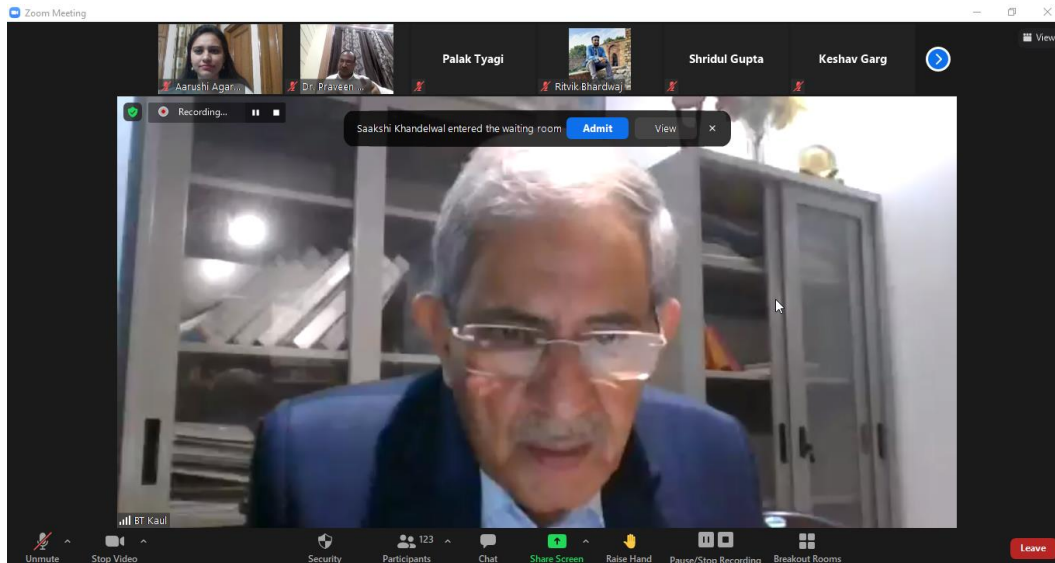 Zoom Meeting
View
Palak Tyagi
Shridul Gupta
Keshav Garg
Aarushi Agar...
Dr. Praveen ...
Ritvik Bhardwaj
Recording...
Saakshi Khandelwal entered the waiting room
Admit
View
BT Kaul
123
Unmute
Stop Video
Security
Participants
Chat
Share Screen
Raise Hand
Pause/Stop Recording
Breakout Rooms
Leave